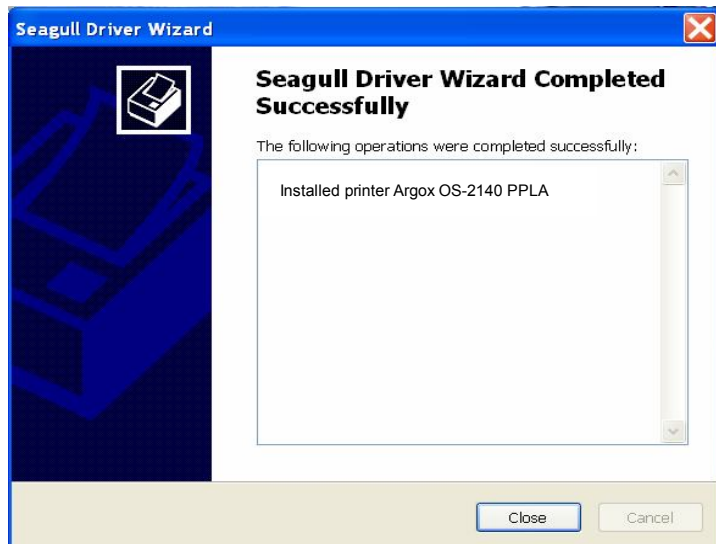 Seagull Driver Wizard
Seagull Driver Wizard Completed
Successfully
The following operations were completed successfully:
Installed printer Argox OS-2140 PPLA
Close
Cancel